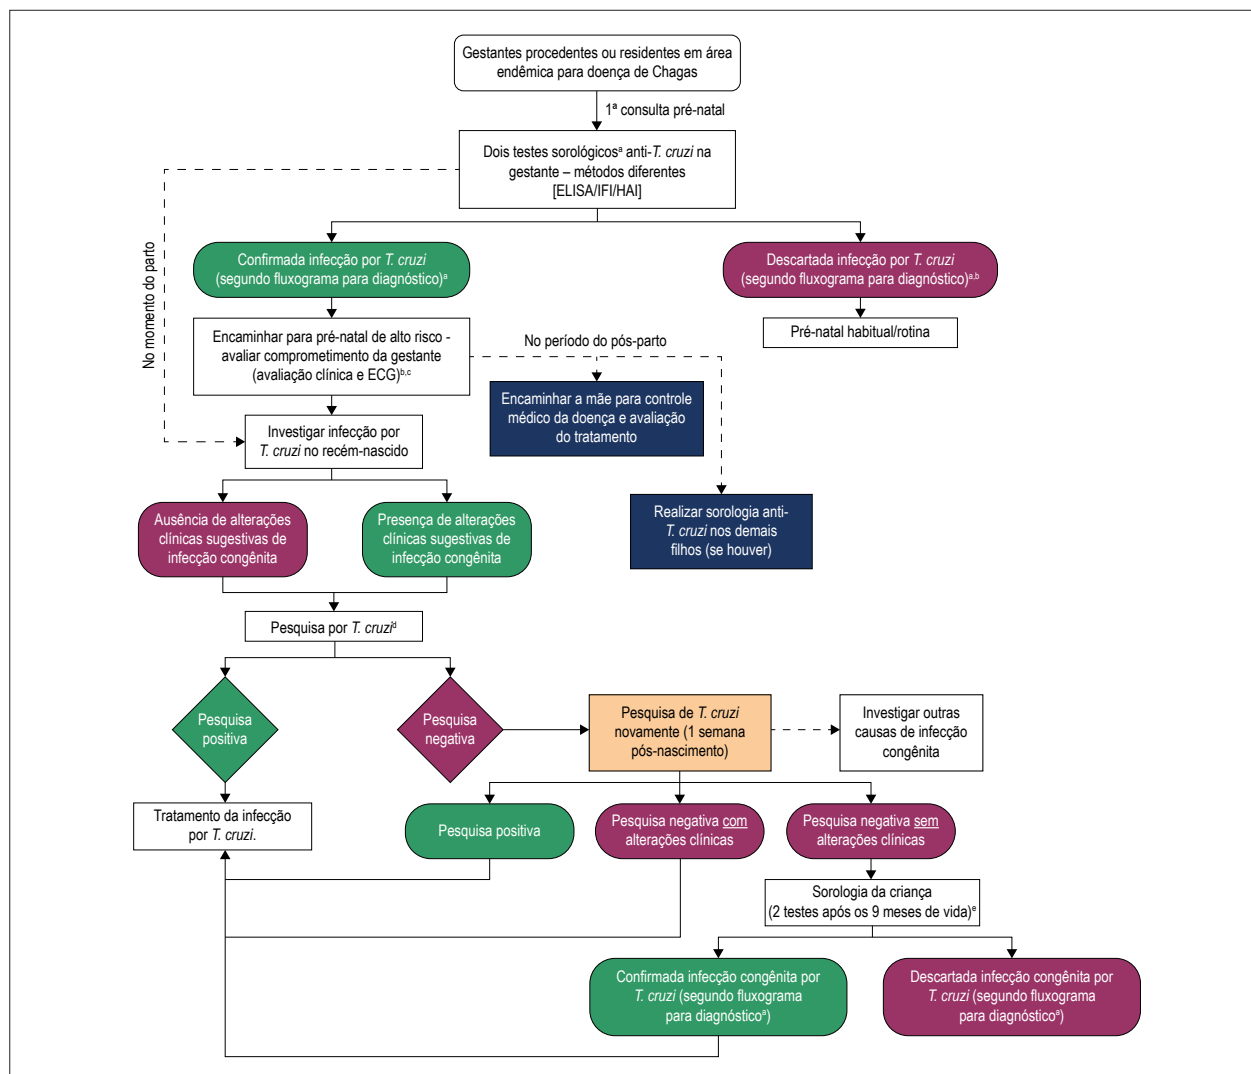 Gestantes procedentes ou residentes em área
endêmica para doença de Chagas
1ª consulta pré-natal
Dois testes sorológicosª anti-T. cruzi na
gestante – métodos diferentes
[ELISA/IFI/HAI]
No momento do parto
Confirmada infecção por T. cruzi
(segundo fluxograma para diagnóstico)ª
Descartada infecção por T. cruzi
(segundo fluxograma para diagnóstico)ª,ᵇ
Encaminhar para pré-natal de alto risco -
avaliar comprometimento da gestante
(avaliação clínica e ECG)ᵇ,ᶜ
Pré-natal habitual/rotina
No período do pós-parto
Encaminhar a mãe para controle
médico da doença e avaliação
do tratamento
Investigar infecção por
T. cruzi no recém-nascido
Realizar sorologia anti-
T. cruzi nos demais
filhos (se houver)
Ausência de alterações
clínicas sugestivas de
infecção congênita
Presença de alterações
clínicas sugestivas de
infecção congênita
Pesquisa por T. cruziᵈ
Pesquisa
positiva
Pesquisa
negativa
Pesquisa de T. cruzi
novamente (1 semana
pós-nascimento)
Investigar outras
causas de infecção
congênita
Tratamento da infecção
por T. cruzi.
Pesquisa positiva
Pesquisa negativa com
alterações clínicas
Pesquisa negativa sem
alterações clínicas
Sorologia da criança
(2 testes após os 9 meses de vida)ᵉ
Confirmada infecção congênita por
T. cruzi (segundo fluxograma
para diagnósticoª)
Descartada infecção congênita por
T. cruzi (segundo fluxograma
para diagnósticoª)